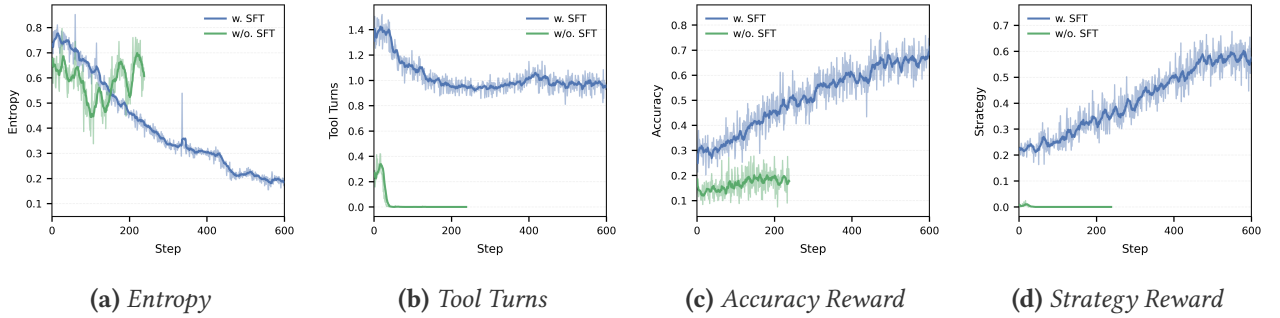 w. SFT
w/o. SFT
Entropy
0.8
0.7
0.6
0.5
0.4
0.3
0.2
0.1
0 200 400 600
Step
(a) Entropy
w. SFT
w/o. SFT
Tool Turns
1.4
1.2
1.0
0.8
0.6
0.4
0.2
0.0
0 200 400 600
Step
(b) Tool Turns
w. SFT
w/o. SFT
Accuracy
0.8
0.7
0.6
0.5
0.4
0.3
0.2
0.1
0 200 400 600
Step
(c) Accuracy Reward
w. SFT
w/o. SFT
Strategy
0.7
0.6
0.5
0.4
0.3
0.2
0.1
0.0
0 200 400 600
Step
(d) Strategy Reward